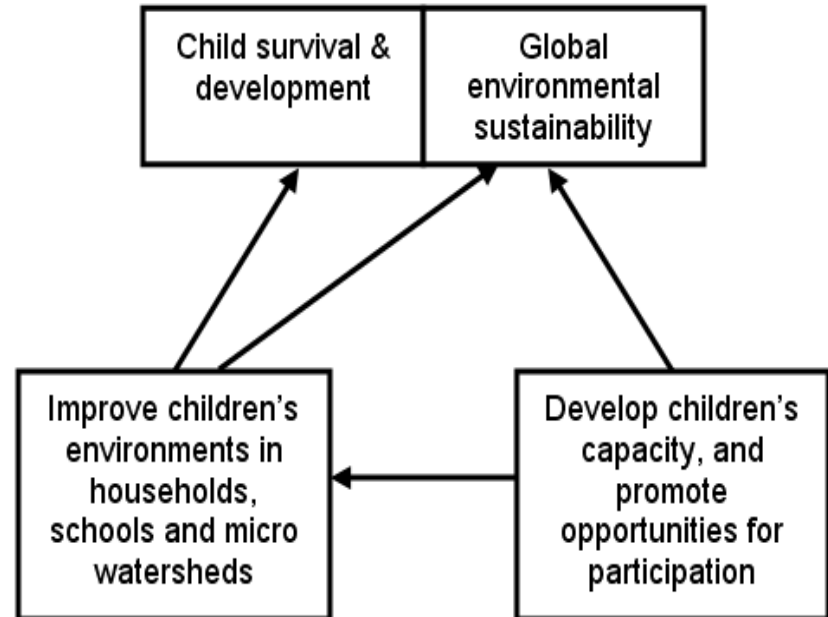 Child survival &
development
Global
environmental
sustainability
Improve children's
environments in
households,
schools and micro
watersheds
Develop children's
capacity, and
promote
opportunities for
participation